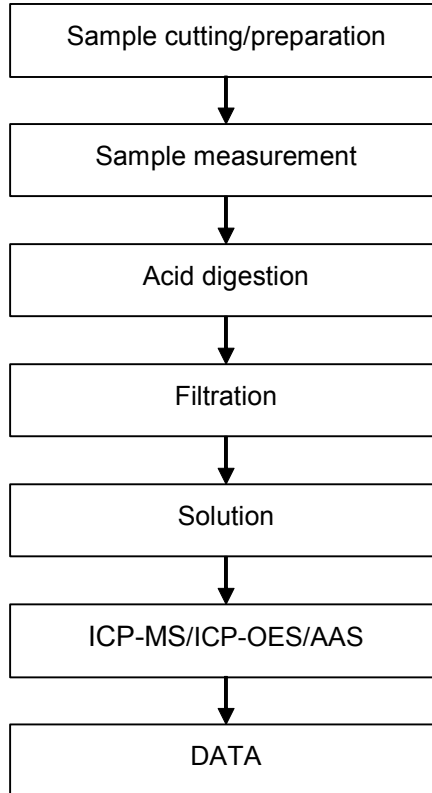 Sample cutting/preparation
Sample measurement
Acid digestion
Filtration
Solution
ICP-MS/ICP-OES/AAS
DATA